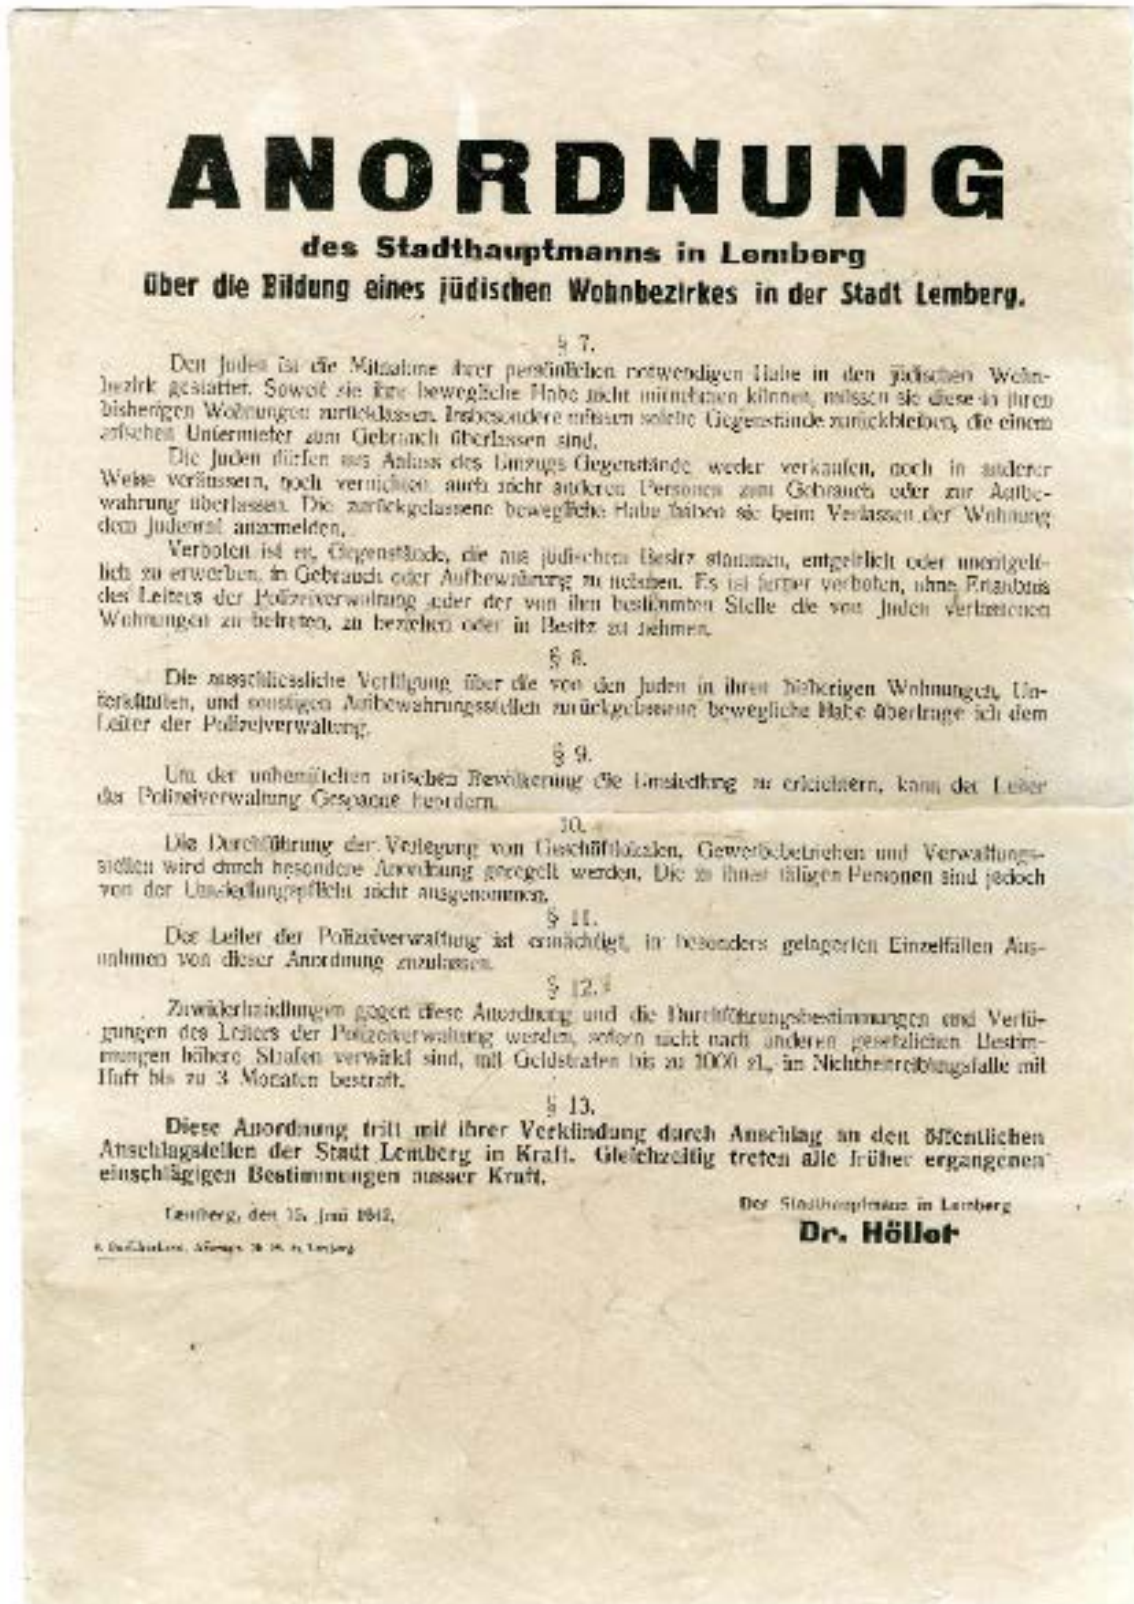 ANORDNUNG
des Stadthauptmanns in Lemberg
über die Bildung eines jüdischen Wohnbezirkes in der Stadt Lemberg.
§ 7.
Den Juden ist die Mitnahme ihrer persönlichen notwendigen Habe in den jüdischen Wohn-
bezirk gestattet. Soweit sie ihre bewegliche Habe nicht mitnehmen können, müssen sie diese in ihren
bisherigen Wohnungen zurücklassen. Insbesondere müssen solche Gegenstände zurückbleiben, die einem
arischen Untermieter zum Gebrauch überlassen sind.
Die Juden dürfen aus Anlass des Umzugs Gegenstände weder verkaufen, noch in anderer
Weise veräussern, noch vernichten, auch nicht anderen Personen zum Gebrauch oder zur Aufbe-
wahrung überlassen. Die zurückgelassene bewegliche Habe haben sie beim Verlassen der Wohnung
dem Judenrat anzumelden.
Verboten ist es, Gegenstände, die aus jüdischem Besitz stammen, entgeltlich oder unentgelt-
lich zu erwerben, in Gebrauch oder Aufbewahrung zu nehmen. Es ist ferner verboten, ohne Erlaubnis
des Leiters der Polizeiverwaltung oder der von ihm bestimmten Stelle die von Juden verlassenen
Wohnungen zu betreten, zu beziehen oder in Besitz zu nehmen.
§ 8.
Die ausschliessliche Verfügung über die von den Juden in ihren bisherigen Wohnungen, Un-
terkünften, und sonstigen Aufbewahrungsstellen zurückgelassene bewegliche Habe übertrage ich dem
Leiter der Polizeiverwaltung.
§ 9.
Um der unbemittelten arischen Bevölkerung die Umsiedlung zu erleichtern, kann der Leiter
der Polizeiverwaltung Gespanne beordern.
10.
Die Durchführung der Verlegung von Geschäftslokalen, Gewerbebetrieben und Verwaltungs-
stellen wird durch besondere Anordnung geregelt werden. Die in ihnen tätigen Personen sind jedoch
von der Umsiedlungspflicht nicht ausgenommen.
§ 11.
Der Leiter der Polizeiverwaltung ist ermächtigt, in besonders gelagerten Einzelfällen Aus-
nahmen von dieser Anordnung zuzulassen.
§ 12.
Zuwiderhandlungen gegen diese Anordnung und die Durchführungsbestimmungen und Verfü-
gungen des Leiters der Polizeiverwaltung werden, sofern nicht nach anderen gesetzlichen Bestim-
mungen höhere Strafen verwirkt sind, mit Geldstrafen bis zu 1000 zl., im Nichtbeitreiblungsfalle mit
Haft bis zu 3 Monaten bestraft.
§ 13.
Diese Anordnung tritt mit ihrer Verkündung durch Anschlag an den öffentlichen
Anschlagstellen der Stadt Lemberg in Kraft. Gleichzeitig treten alle früher ergangenen
einschlägigen Bestimmungen ausser Kraft.
Lemberg, den 1942.
Der Stadthauptmann in Lemberg
Dr. Höller
Lemberg